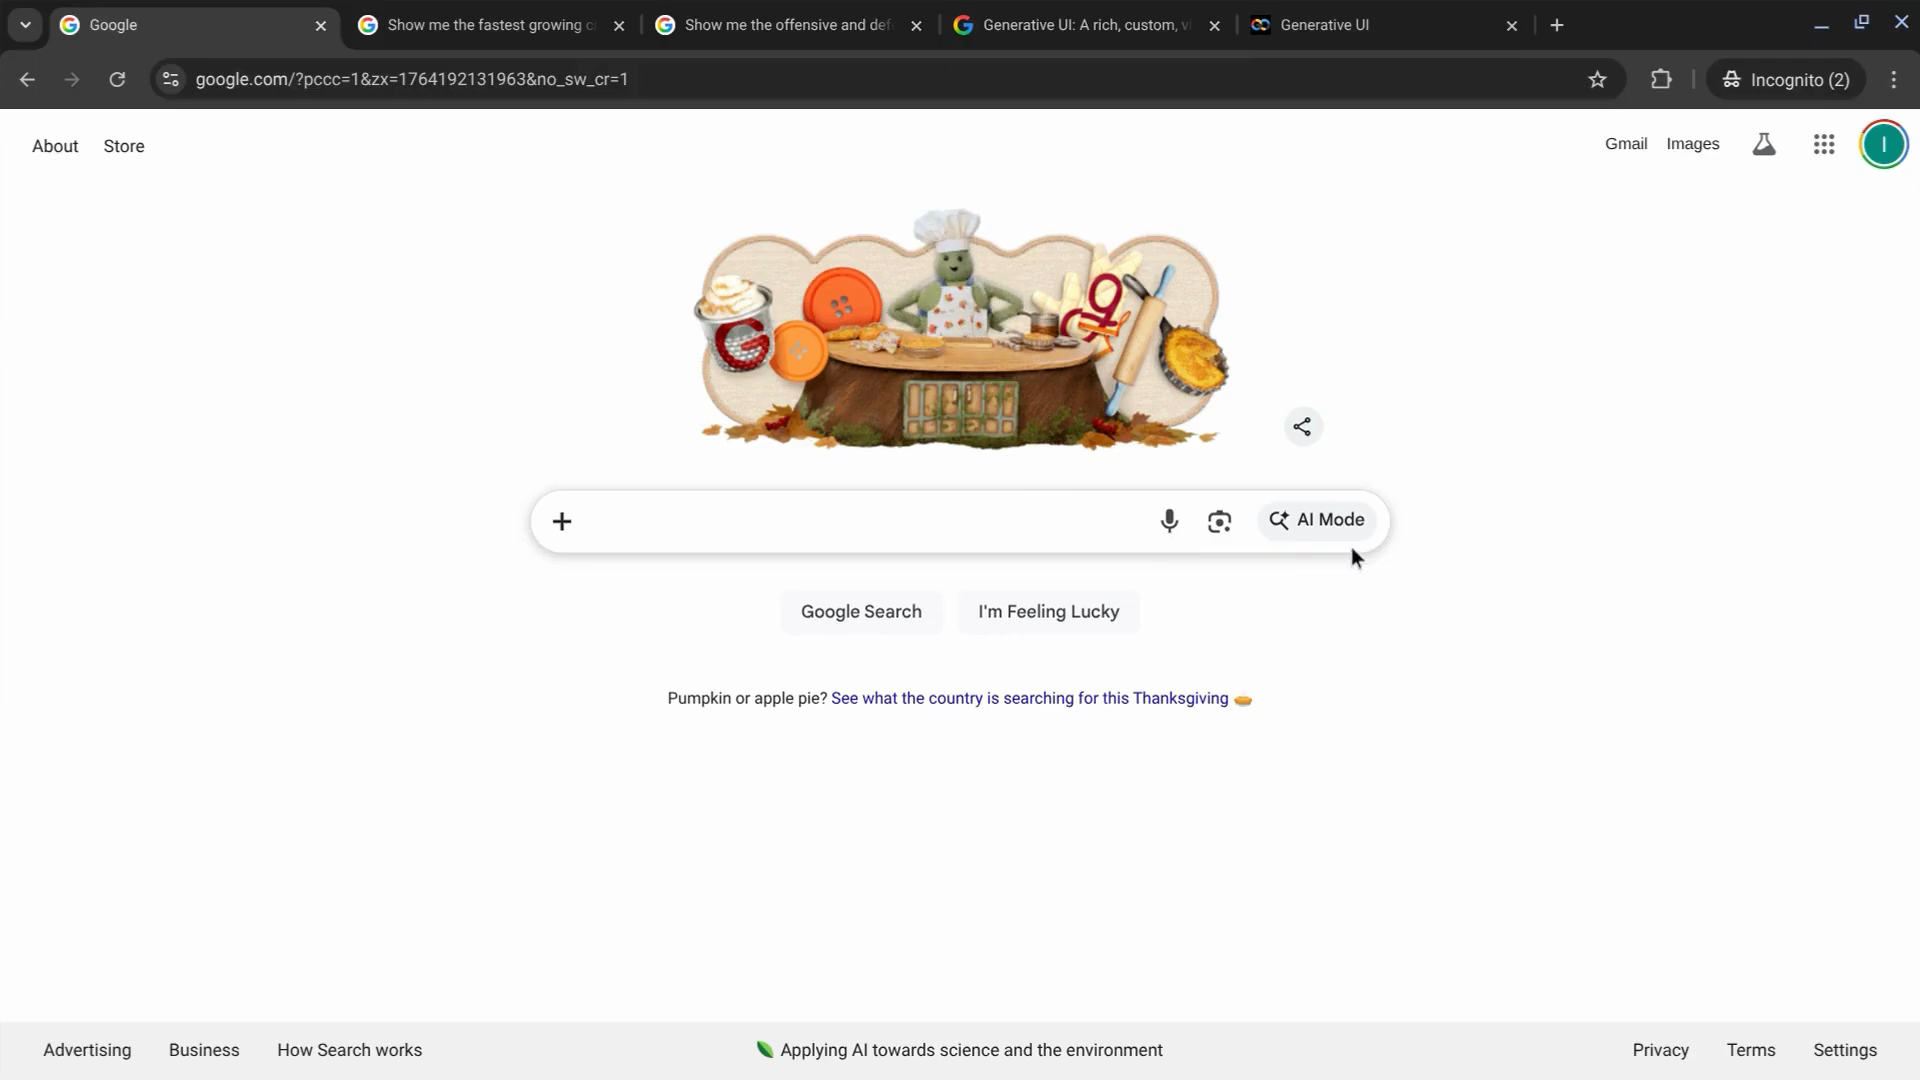 Google
Show me the fastest growing c
Show me the offensive and def
Generative UI: A rich, custom, v
Generative UI
google.com/?pccc=1&zx=1764192131963&no_sw_cr=1
Incognito (2)
About
Store
Gmail
Images
I
G
g
AI Mode
Google Search
I'm Feeling Lucky
Pumpkin or apple pie? See what the country is searching for this Thanksgiving
Advertising
Business
How Search works
Applying AI towards science and the environment
Privacy
Terms
Settings